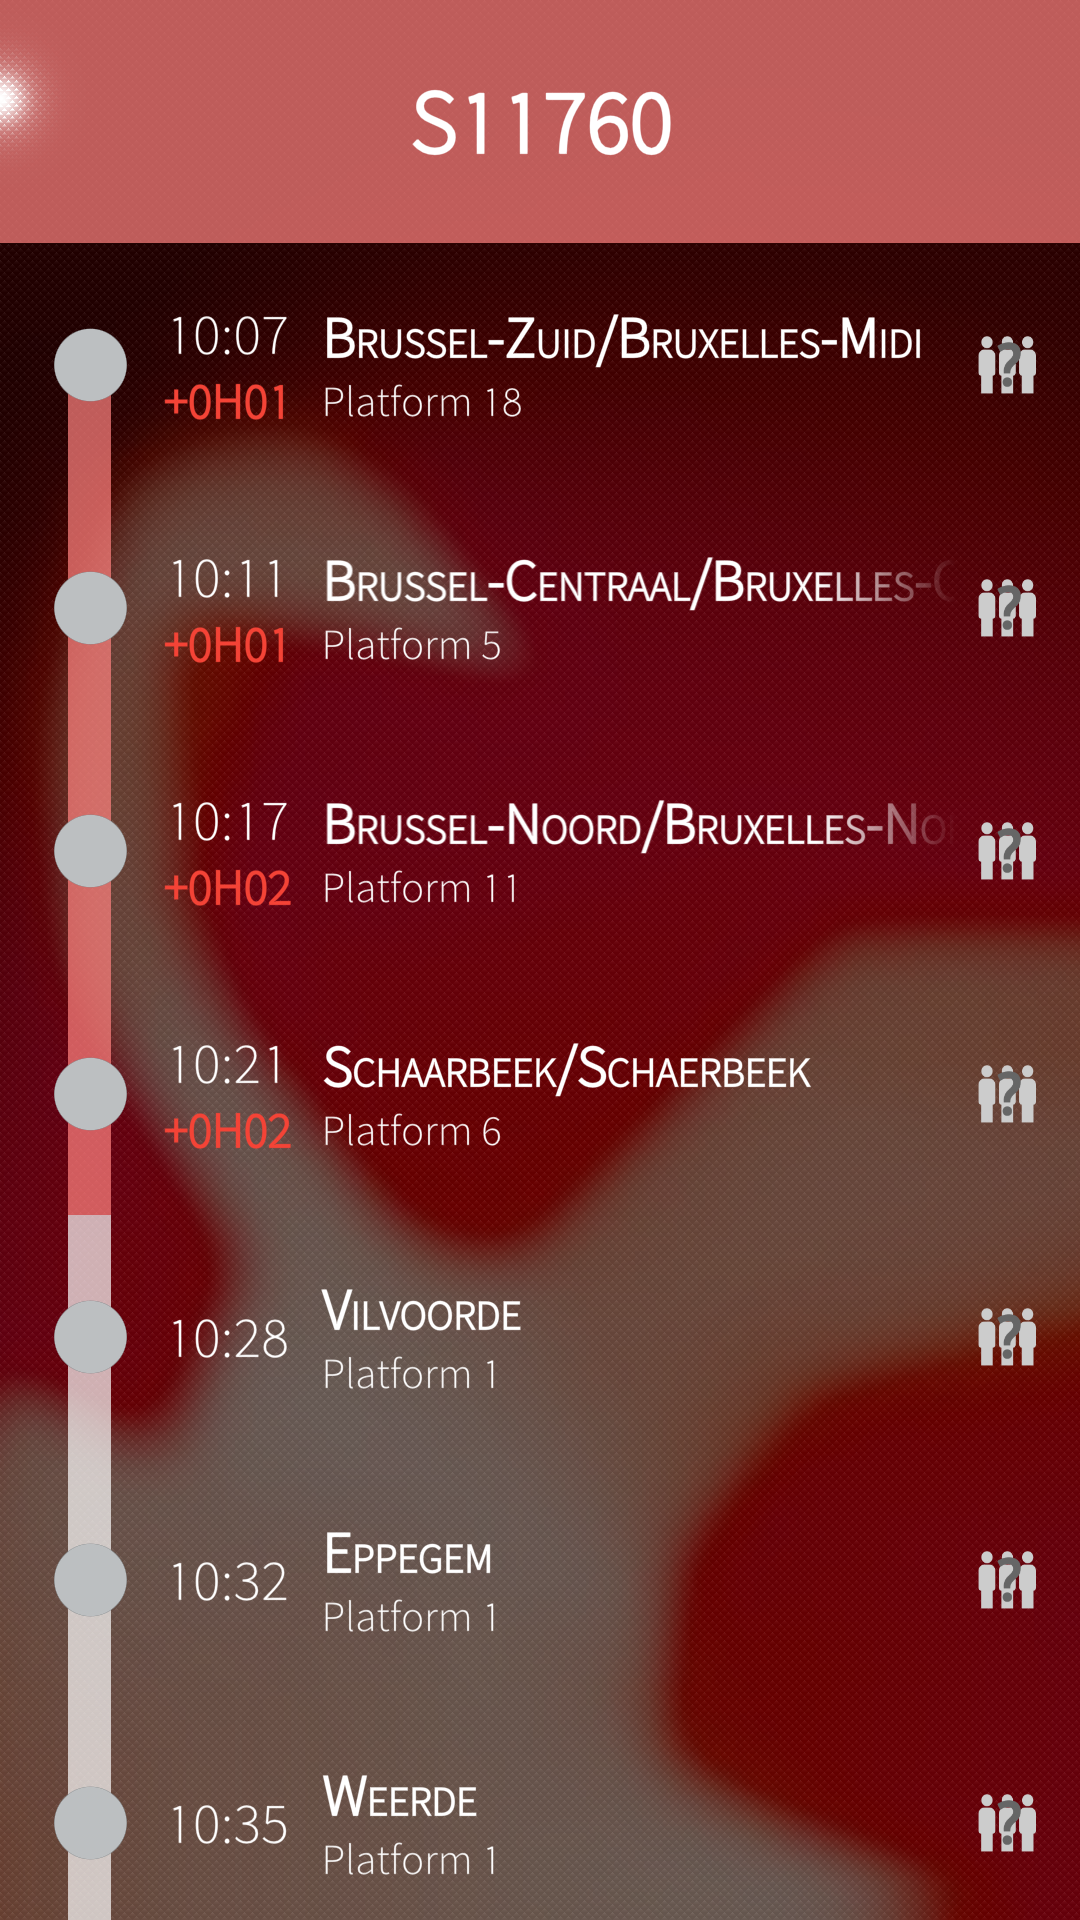 S11760
10:07 Brussel-Zuid/Bruxelles-Midi
+0H01 Platform 18
10:11 Brussel-Centraal/Bruxelles-C
+0H01 Platform 5
10:17 Brussel-Noord/Bruxelles-No
+0H02 Platform 11
10:21 Schaarbeek/Schaerbeek
+0H02 Platform 6
10:28 Vilvoorde
Platform 1
10:32 Eppegem
Platform 1
10:35 Weerde
Platform 1